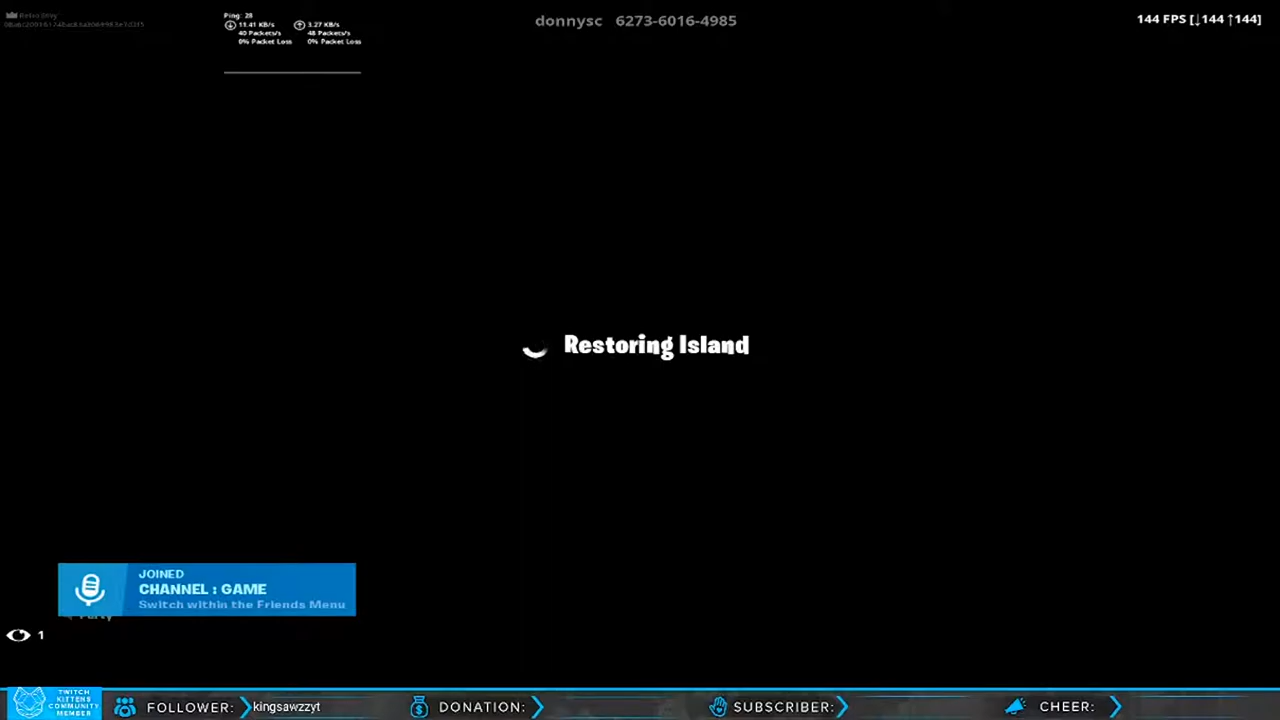 Ping: 28
11.41 KB/s 3.27 KB/s
40 Packets/s 48 Packets/s
0% Packet Loss 0% Packet Loss
donnysc 6273-6016-4985
144 FPS [↓144 ↑144]
Restoring Island
JOINED
CHANNEL : GAME
Switch within the Friends Menu
Party
1
TWITCH
KITTENS
COMMUNITY
MEMBER
FOLLOWER: kingsawzzyt
DONATION:
SUBSCRIBER:
CHEER: